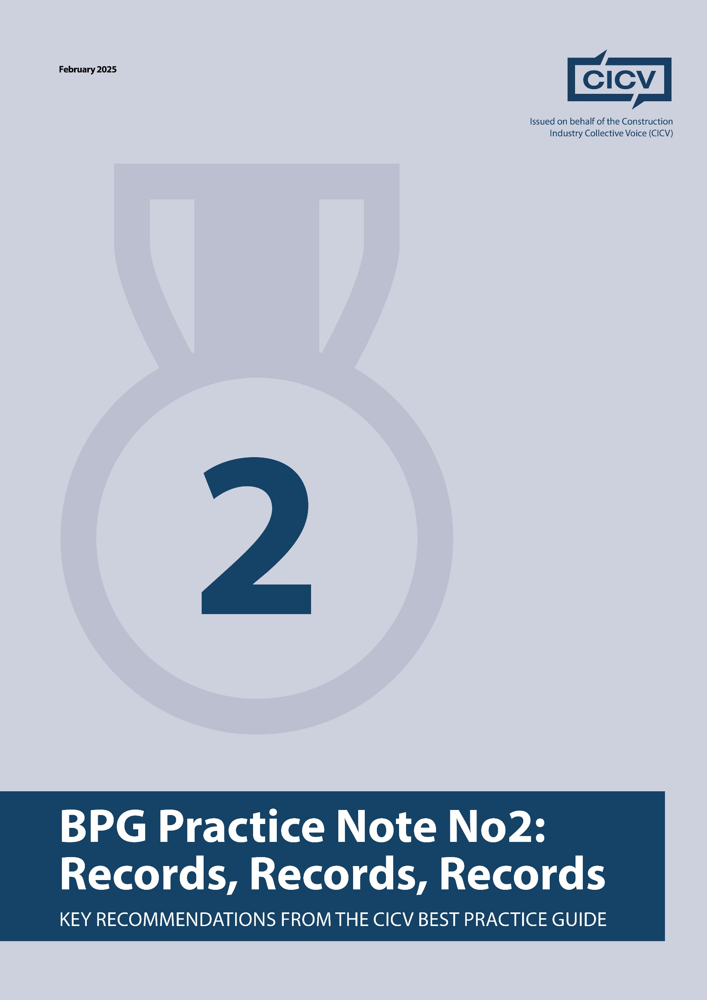 February 2025
CICV
Issued on behalf of the Construction
Industry Collective Voice (CICV)
2
BPG Practice Note No2:
Records, Records, Records
KEY RECOMMENDATIONS FROM THE CICV BEST PRACTICE GUIDE